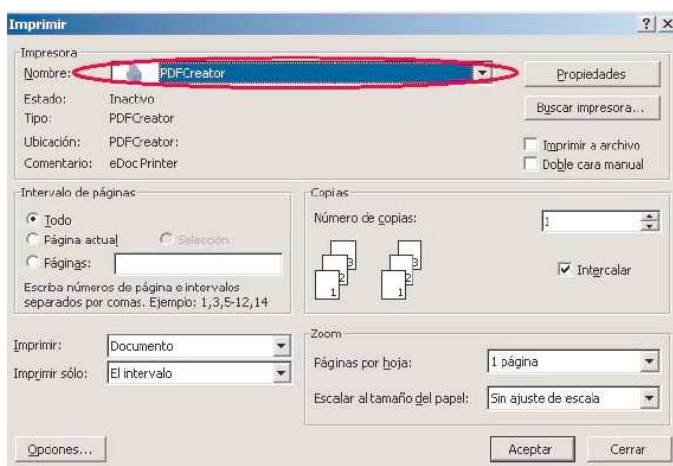 Imprimir
Impresora
Nombre: PDFCreator Propiedades
Estado: Inactivo Buscar impresora...
Tipo: PDFCreator
Ubicación: PDFCreator: Imprimir a archivo
Comentario: eDocPrinter Doble cara manual
Intervalo de páginas
Todo
Página actual Selección
Páginas:
Escriba números de página e intervalos
separados por comas. Ejemplo: 1,3,5-12,14
Copias
Número de copias: 1
3 3
2 2
1 1
Intercalar
Imprimir: Documento
Imprimir sólo: El intervalo
Zoom
Páginas por hoja: 1 página
Escalar al tamaño del papel: Sin ajuste de escala
Opciones... Aceptar Cerrar